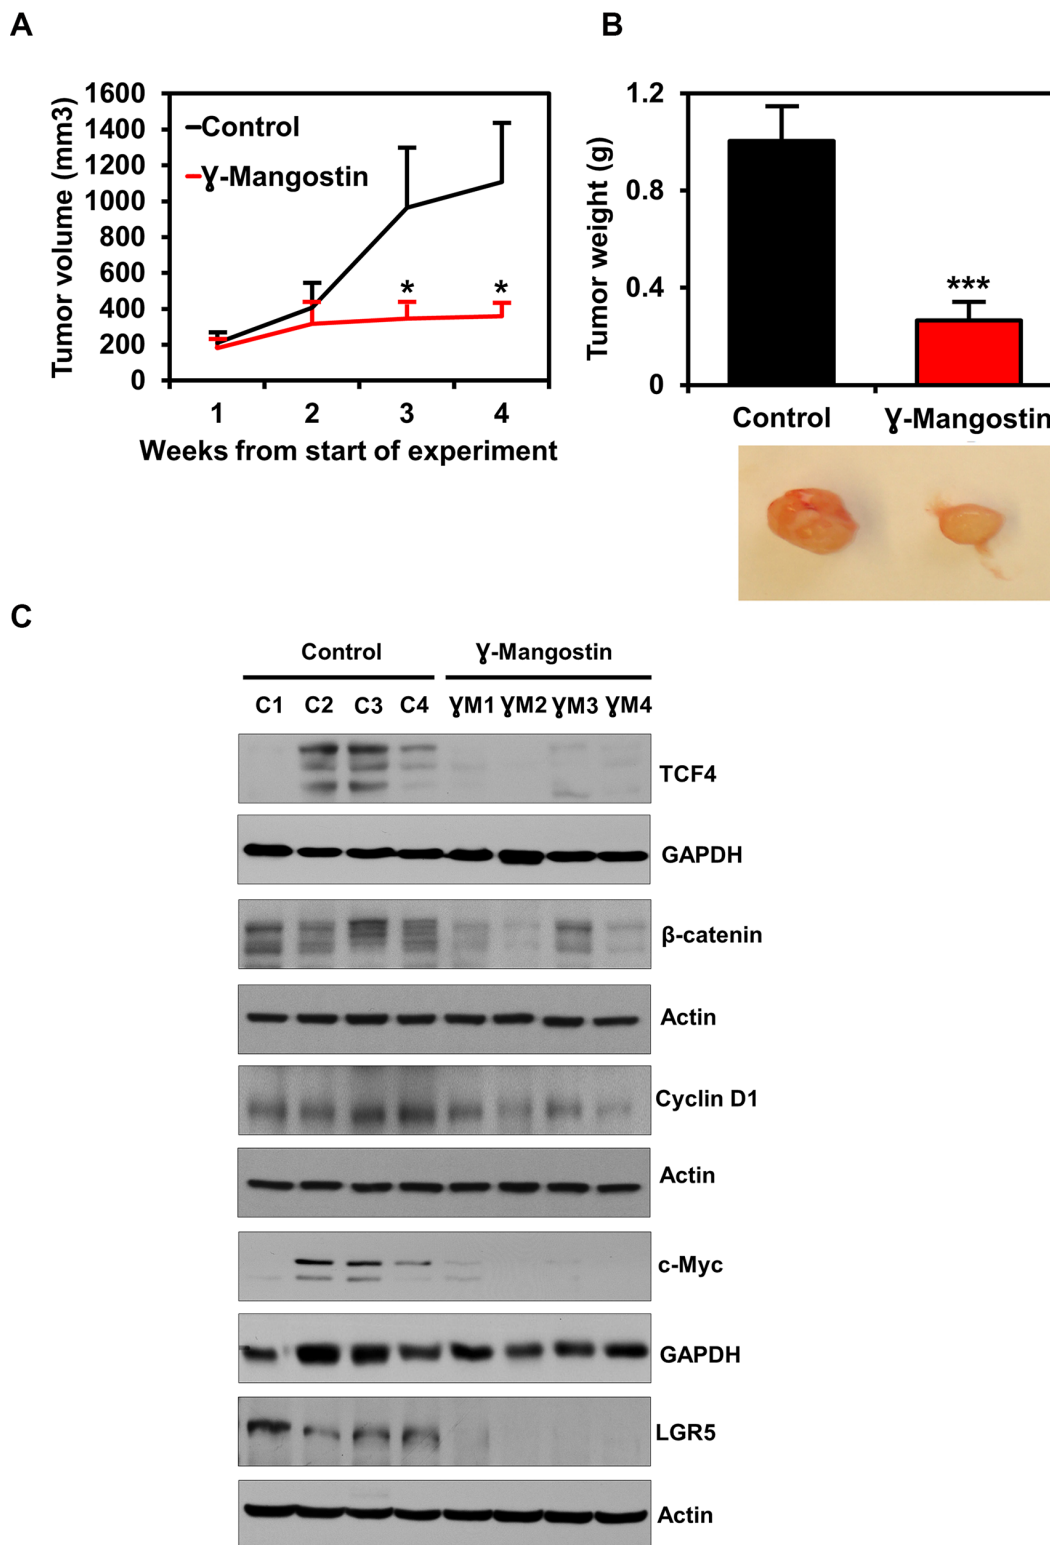 A
B
Tumor volume (mm3)
1600
1400
1200
1000
800
600
400
200
0
Control
Ɣ-Mangostin
*
*
1 2 3 4
Weeks from start of experiment
Tumor weight (g)
1.2
0.8
0.4
0
***
Control Ɣ-Mangostin
C
Control Ɣ-Mangostin
C1 C2 C3 C4 ƔM1 ƔM2 ƔM3 ƔM4
TCF4
GAPDH
β-catenin
Actin
Cyclin D1
Actin
c-Myc
GAPDH
LGR5
Actin